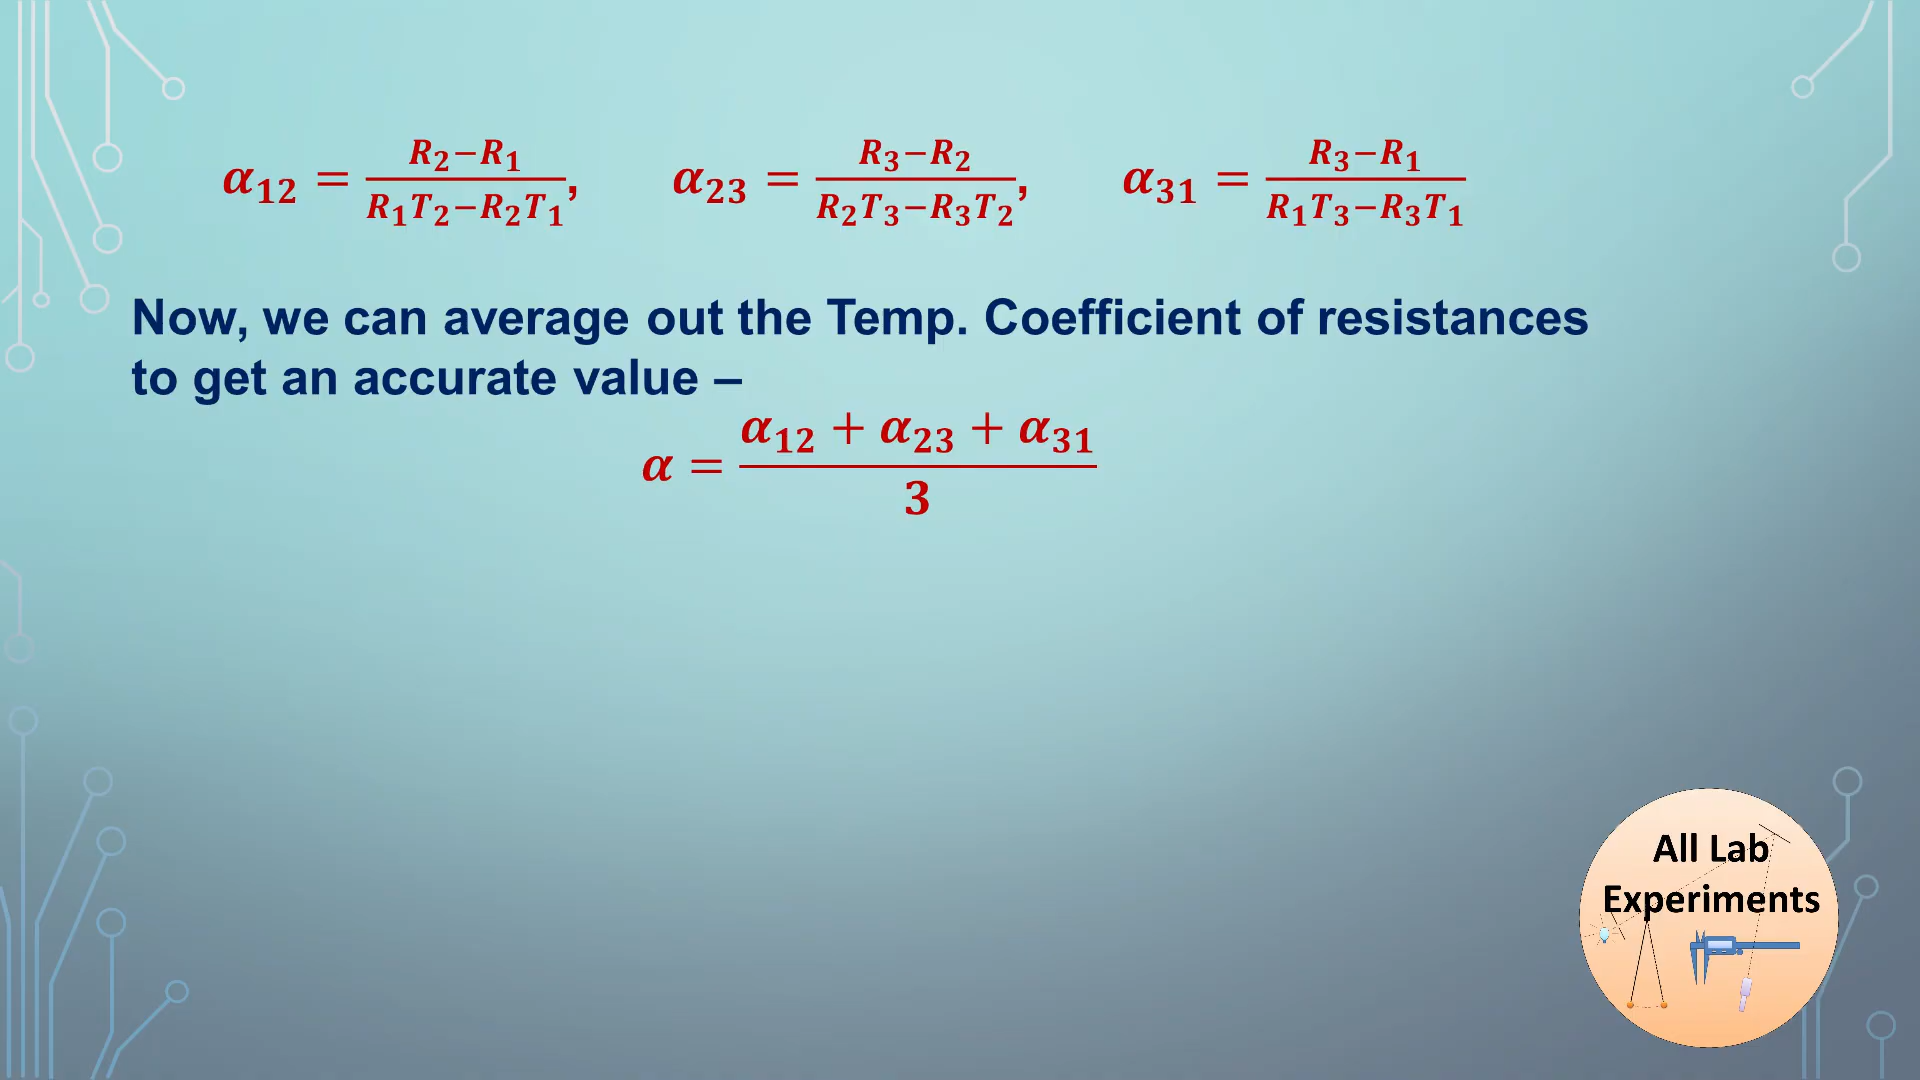 α₁₂ = (R₂−R₁)/(R₁T₂−R₂T₁), α₂₃ = (R₃−R₂)/(R₂T₃−R₃T₂), α₃₁ = (R₃−R₁)/(R₁T₃−R₃T₁)
Now, we can average out the Temp. Coefficient of resistances
to get an accurate value –
α = (α₁₂ + α₂₃ + α₃₁)/3
All Lab
Experiments